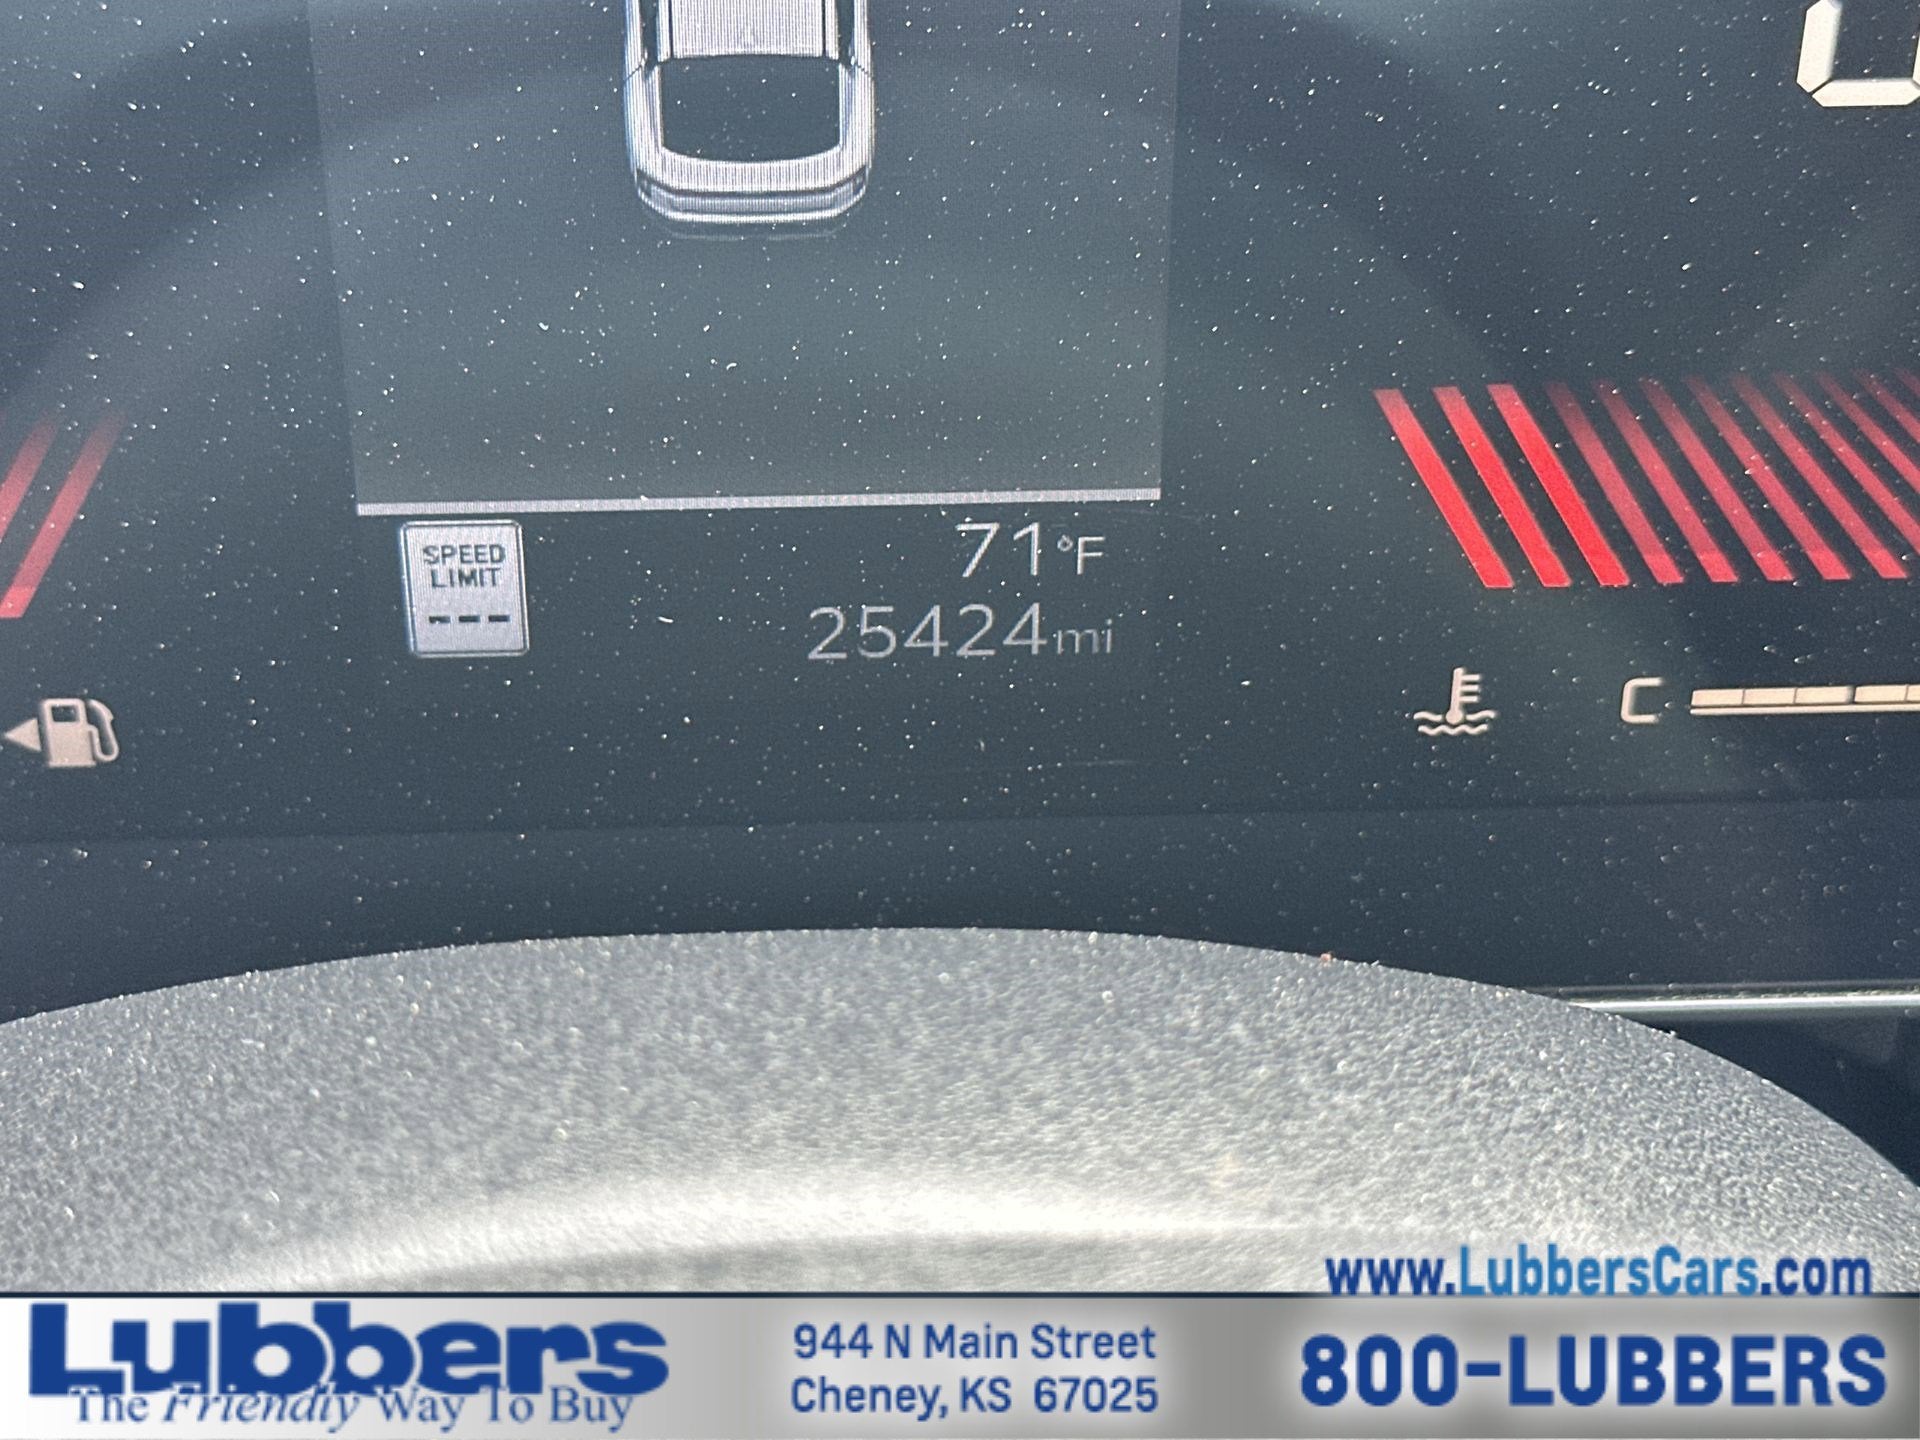 SPEED
LIMIT
---
71°F
25424mi
C
www.LubbersCars.com
Lubbers
The Friendly Way To Buy
944 N Main Street
Cheney, KS 67025
800-LUBBERS